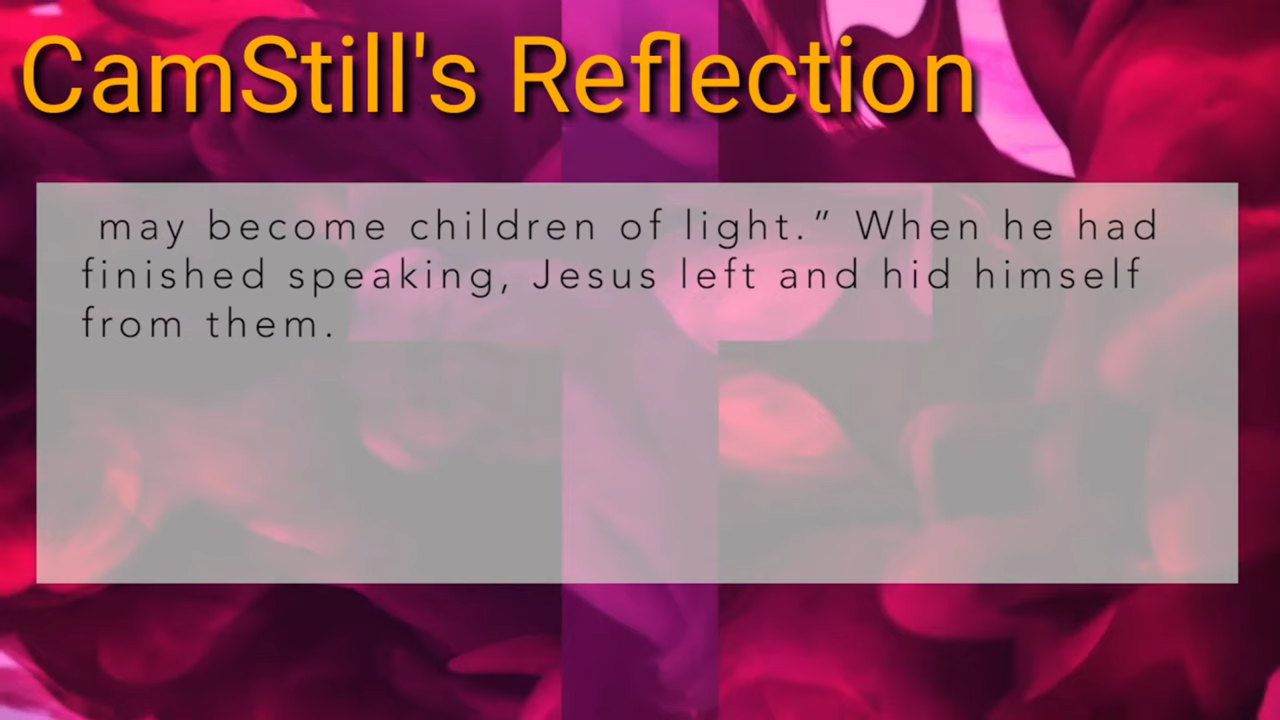 CamStill's Reflection
may become children of light.” When he had
finished speaking, Jesus left and hid himself
from them.